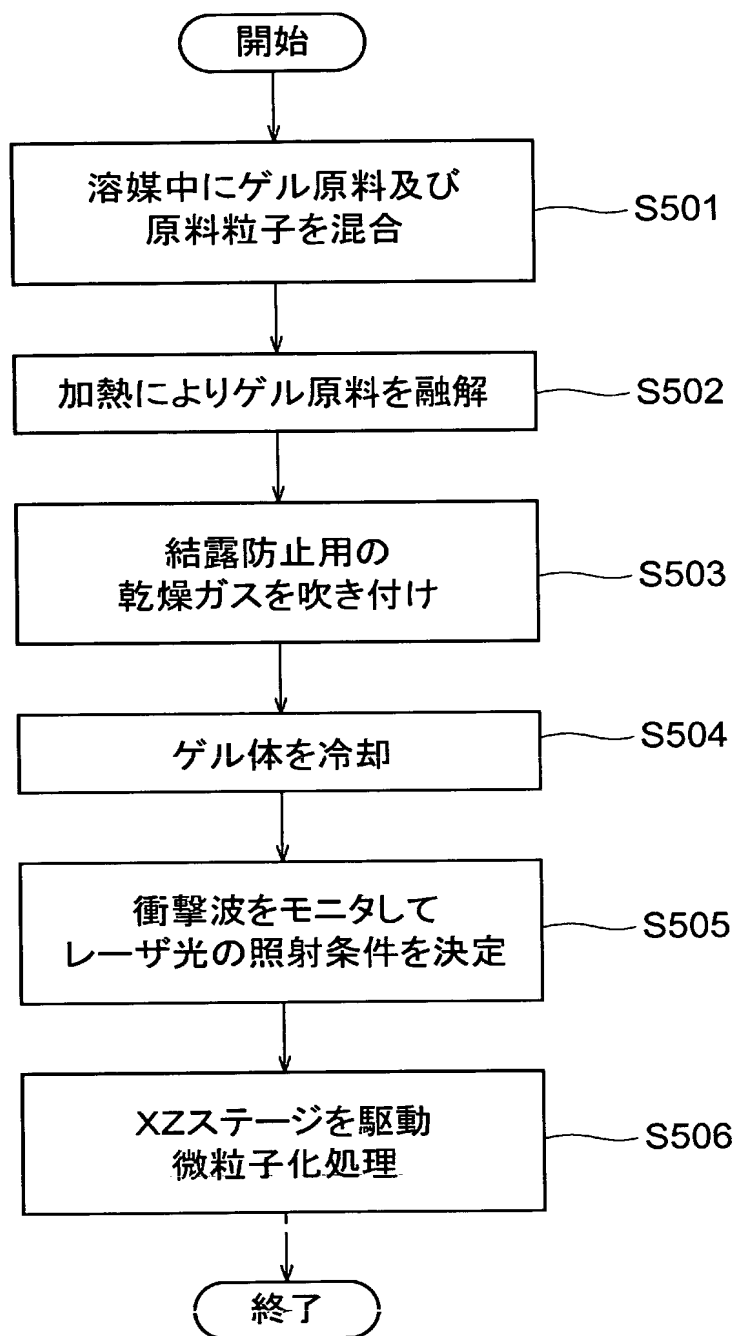 開始
溶媒中にゲル原料及び
原料粒子を混合
S501
加熱によりゲル原料を融解
S502
結露防止用の
乾燥ガスを吹き付け
S503
ゲル体を冷却
S504
衝撃波をモニタして
レーザ光の照射条件を決定
S505
XZステージを駆動
微粒子化処理
S506
終了